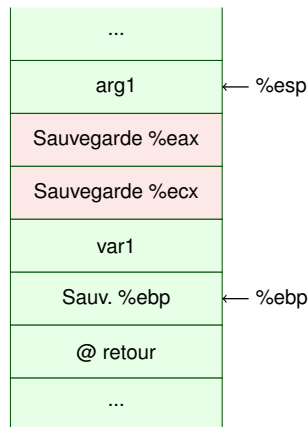 ...
arg1
%esp
Sauvegarde %eax
Sauvegarde %ecx
var1
Sauv. %ebp
%ebp
@ retour
...